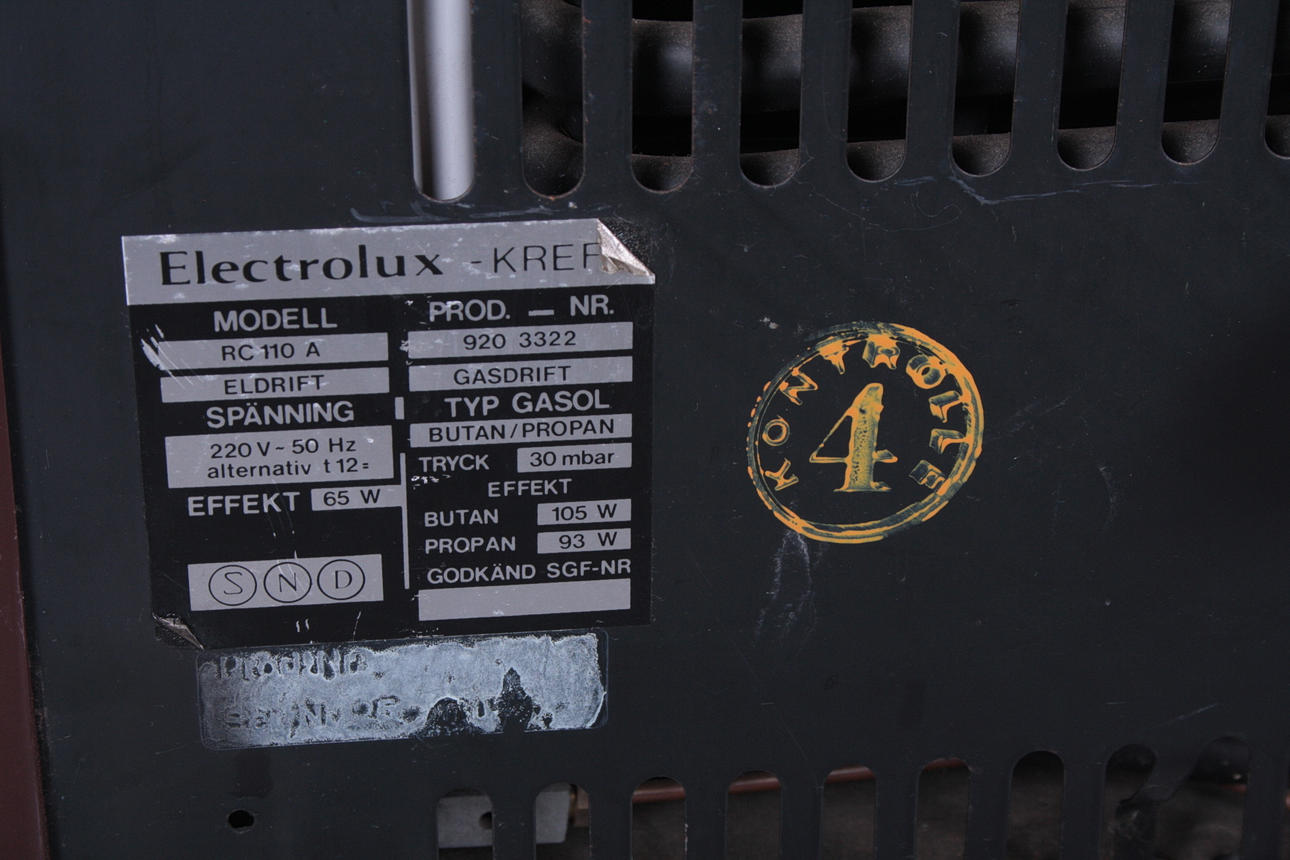 Electrolux -KREF
MODELL
RC 110 A
ELDRIFT
SPÄNNING
220 V ~ 50 Hz
alternativ t 12=
EFFEKT 65 W
S N D
PROD. — NR.
920 3322
GASDRIFT
TYP GASOL
BUTAN/PROPAN
TRYCK 30 mbar
EFFEKT
BUTAN 105 W
PROPAN 93 W
GODKÄND SGF-NR
KONTROLLE
4